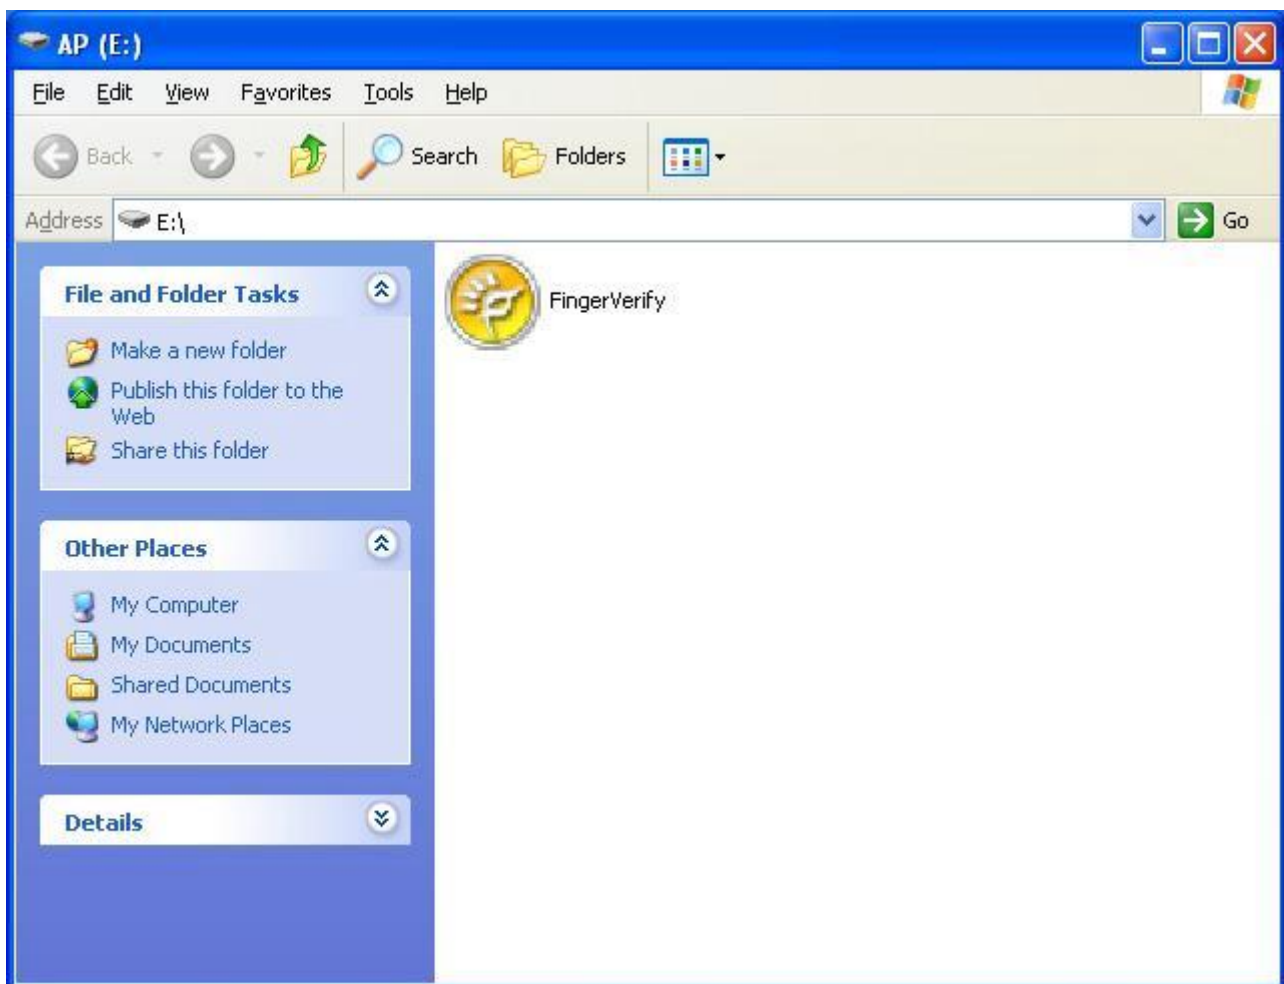 AP (E:)
File Edit View Favorites Tools Help
Back Search Folders
Address E:\ Go
File and Folder Tasks
Make a new folder
Publish this folder to the
Web
Share this folder
Other Places
My Computer
My Documents
Shared Documents
My Network Places
Details
FingerVerify